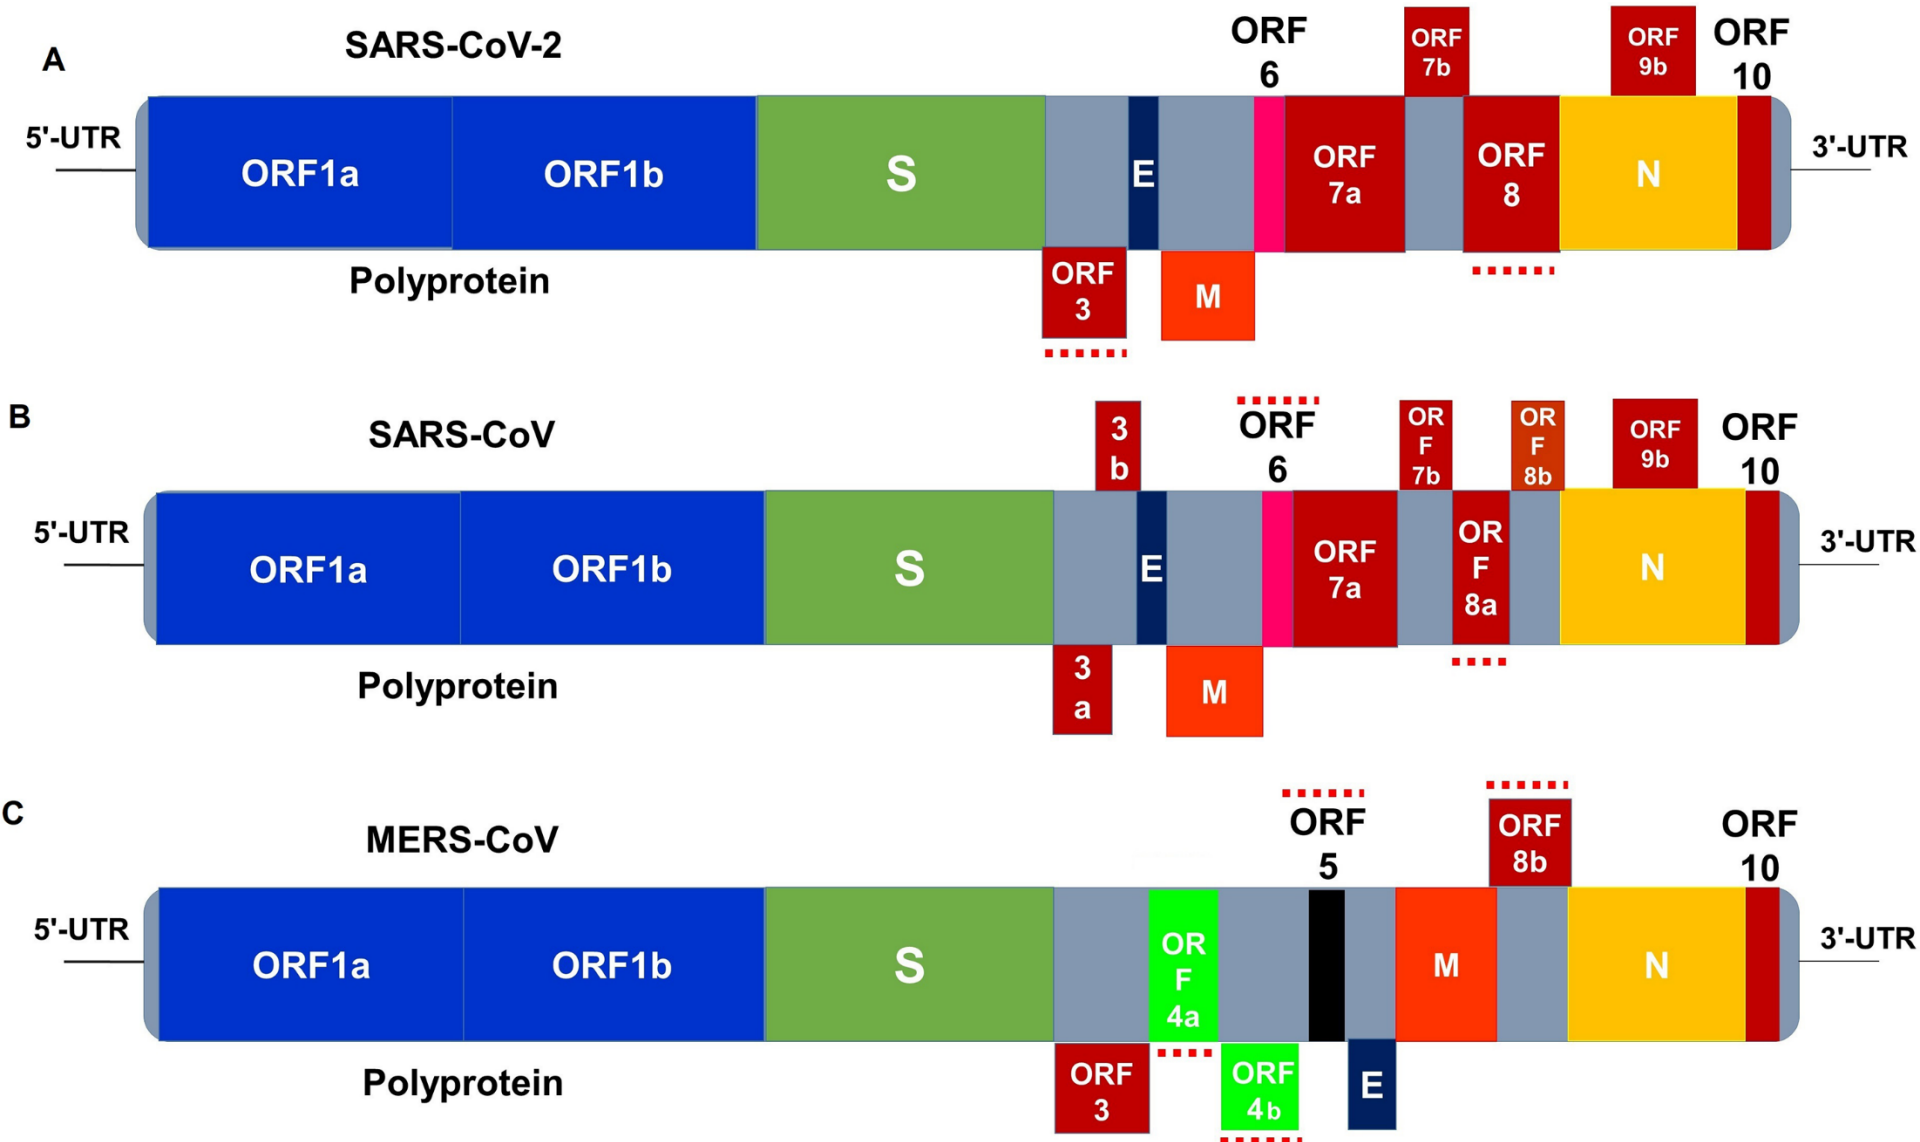 A
SARS-CoV-2
ORF
6
ORF
7b
ORF
9b
ORF
10
5'-UTR
ORF1a
ORF1b
S
E
ORF
7a
ORF
8
N
3'-UTR
Polyprotein
ORF
3
M
B
SARS-CoV
3
b
ORF
6
OR
F
7b
OR
F
8b
ORF
9b
ORF
10
5'-UTR
ORF1a
ORF1b
S
E
ORF
7a
OR
F
8a
N
3'-UTR
Polyprotein
3
a
M
C
MERS-CoV
ORF
5
ORF
8b
ORF
10
5'-UTR
ORF1a
ORF1b
S
OR
F
4a
M
N
3'-UTR
Polyprotein
ORF
3
ORF
4b
E